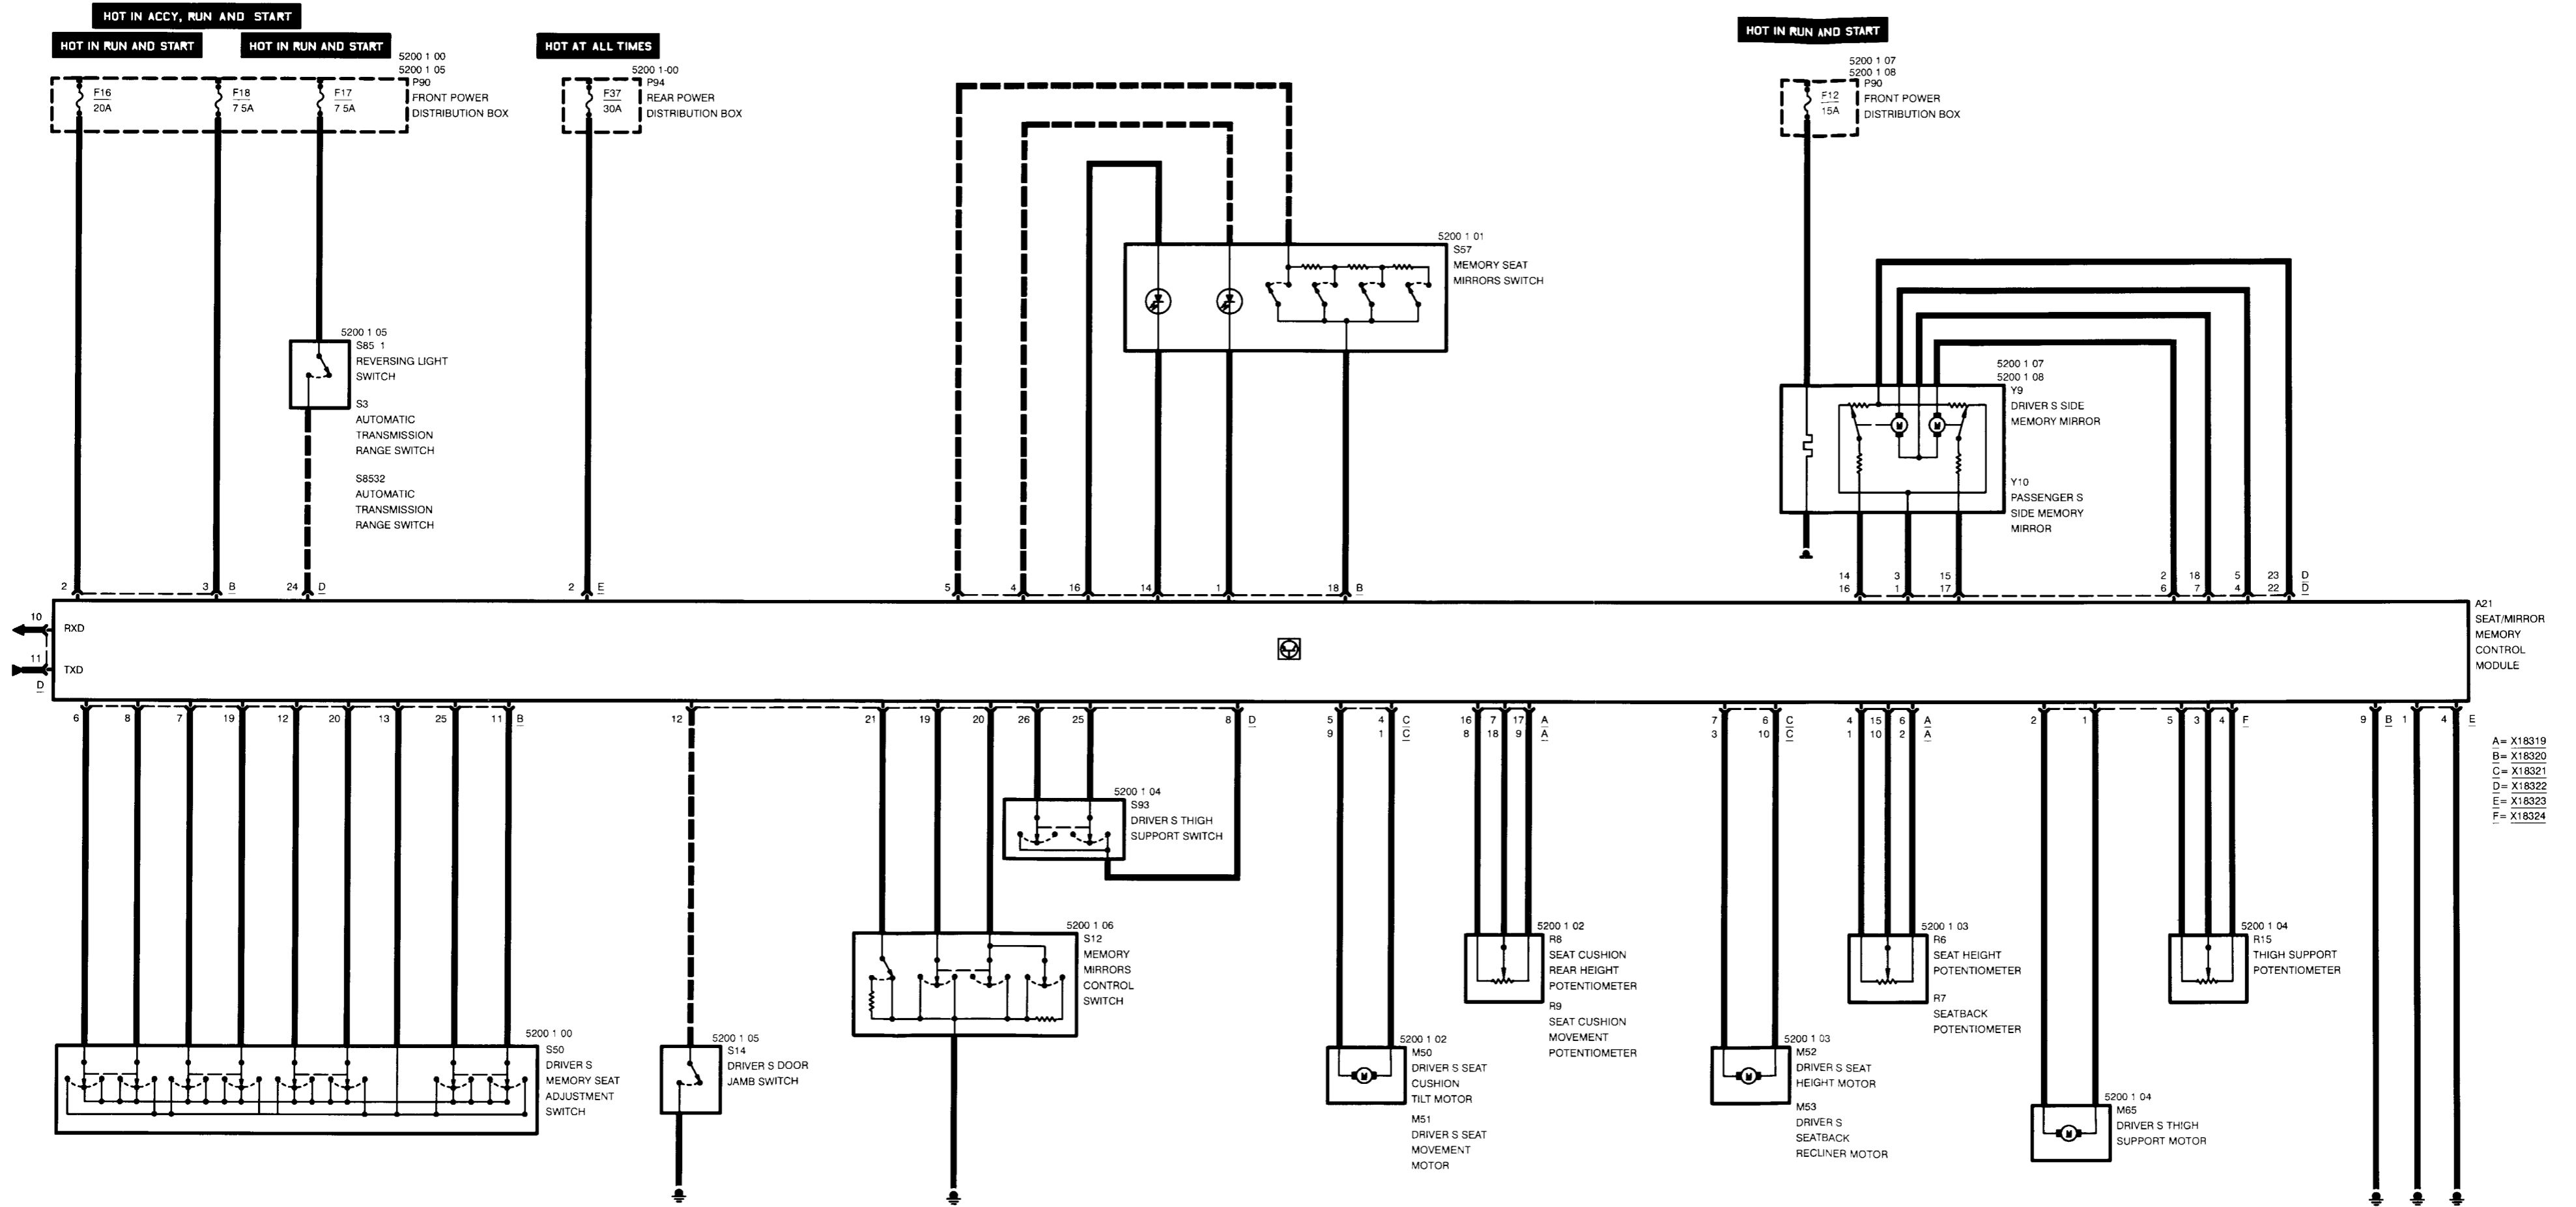 HOT IN ACCY, RUN AND START
HOT IN RUN AND START
HOT IN RUN AND START
HOT AT ALL TIMES
HOT IN RUN AND START
5200 1 00
5200 1 05
P90
FRONT POWER
DISTRIBUTION BOX
F16
20A
F18
7 5A
F17
7 5A
5200 1-00
P94
REAR POWER
DISTRIBUTION BOX
F37
30A
5200 1 07
5200 1 08
P90
FRONT POWER
DISTRIBUTION BOX
F12
15A
5200 1 01
S57
MEMORY SEAT
MIRRORS SWITCH
5200 1 05
S85 1
REVERSING LIGHT
SWITCH
S3
AUTOMATIC
TRANSMISSION
RANGE SWITCH
S8532
AUTOMATIC
TRANSMISSION
RANGE SWITCH
5200 1 07
5200 1 08
Y9
DRIVER S SIDE
MEMORY MIRROR
M M
Y10
PASSENGER S
SIDE MEMORY
MIRROR
2 3 B 24 D 2 E 5 4 16 14 1 18 B
14 3 15 2 18 5 23 D
16 1 17 6 7 4 22 D
10 RXD
11 TXD
D
A21
SEAT/MIRROR
MEMORY
CONTROL
MODULE
6 8 7 19 12 20 13 25 11 B 12 21 19 20 26 25 8 D
5 4 C
9 1 C
16 7 17 A
8 18 9 A
7 6 C
3 10 C
4 15 6 A
1 10 2 A
2 1 5 3 4 F
9 B 1 4 E
A= X18319
B= X18320
C= X18321
D= X18322
E= X18323
F= X18324
5200 1 04
S93
DRIVER S THIGH
SUPPORT SWITCH
5200 1 06
S12
MEMORY
MIRRORS
CONTROL
SWITCH
5200 1 02
R8
SEAT CUSHION
REAR HEIGHT
POTENTIOMETER
R9
SEAT CUSHION
MOVEMENT
POTENTIOMETER
5200 1 03
R6
SEAT HEIGHT
POTENTIOMETER
R7
SEATBACK
POTENTIOMETER
5200 1 04
R15
THIGH SUPPORT
POTENTIOMETER
5200 1 00
S50
DRIVER S
MEMORY SEAT
ADJUSTMENT
SWITCH
5200 1 05
S14
DRIVER S DOOR
JAMB SWITCH
M
5200 1 02
M50
DRIVER S SEAT
CUSHION
TILT MOTOR
M51
DRIVER S SEAT
MOVEMENT
MOTOR
M
5200 1 03
M52
DRIVER S SEAT
HEIGHT MOTOR
M53
DRIVER S
SEATBACK
RECLINER MOTOR
M
5200 1 04
M65
DRIVER S THIGH
SUPPORT MOTOR